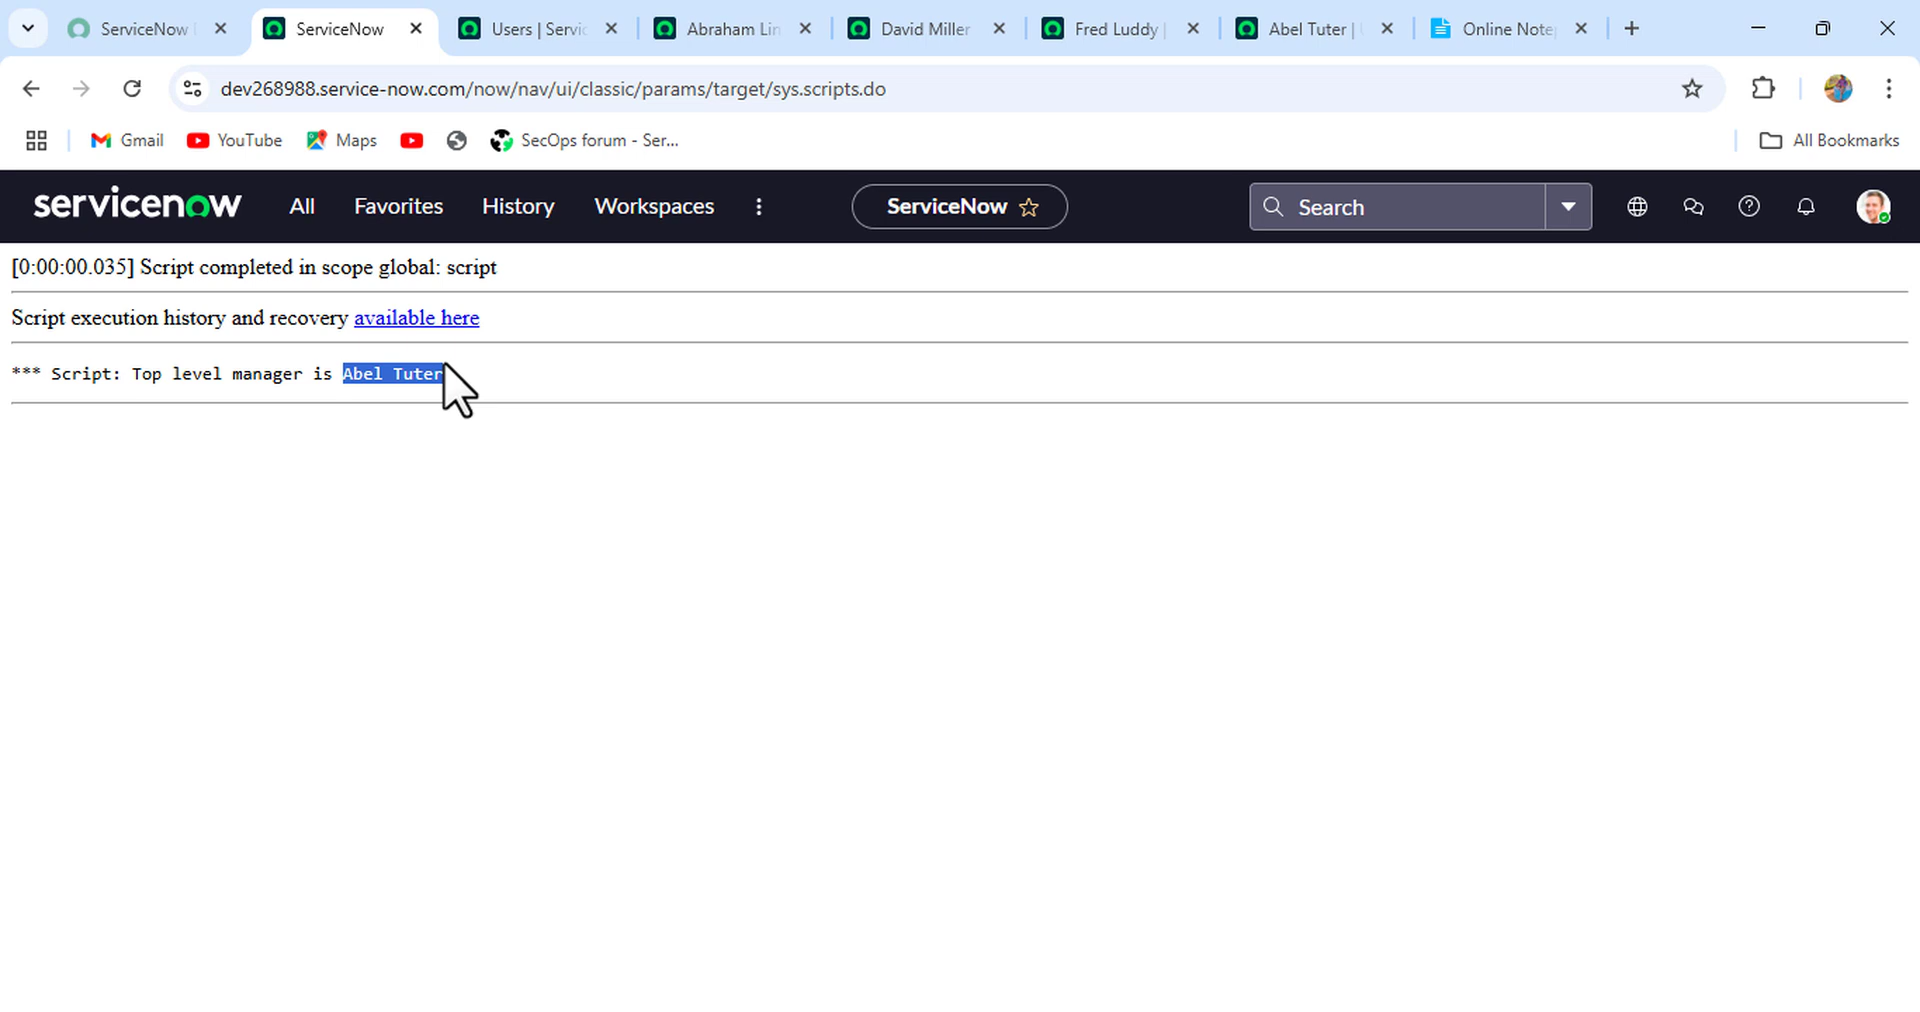 ServiceNow
ServiceNow
Users | Servic
Abraham Lin
David Miller
Fred Luddy |
Abel Tuter |
Online Note
dev268988.service-now.com/now/nav/ui/classic/params/target/sys.scripts.do
Gmail
YouTube
Maps
SecOps forum - Ser...
All Bookmarks
servicenow
All
Favorites
History
Workspaces
ServiceNow
Search
[0:00:00.035] Script completed in scope global: script
Script execution history and recovery available here
*** Script: Top level manager is Abel Tuter